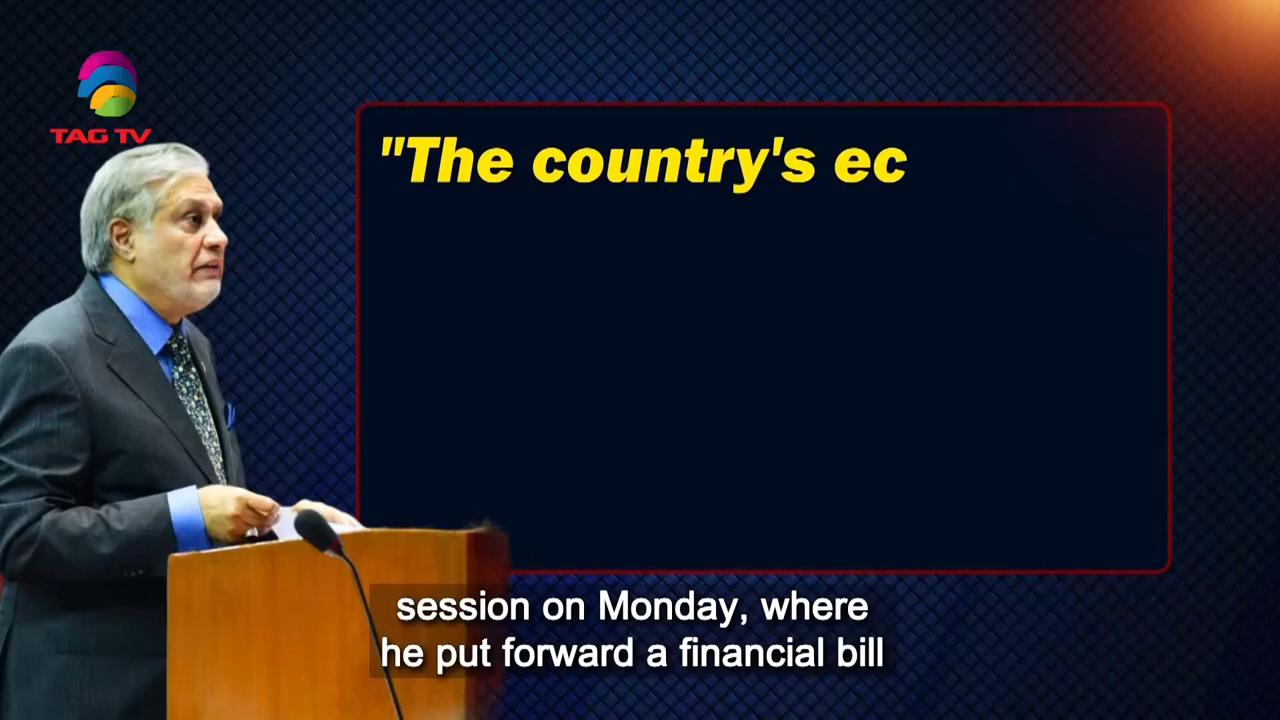 TAG TV
"The country's ec
session on Monday, where
he put forward a financial bill